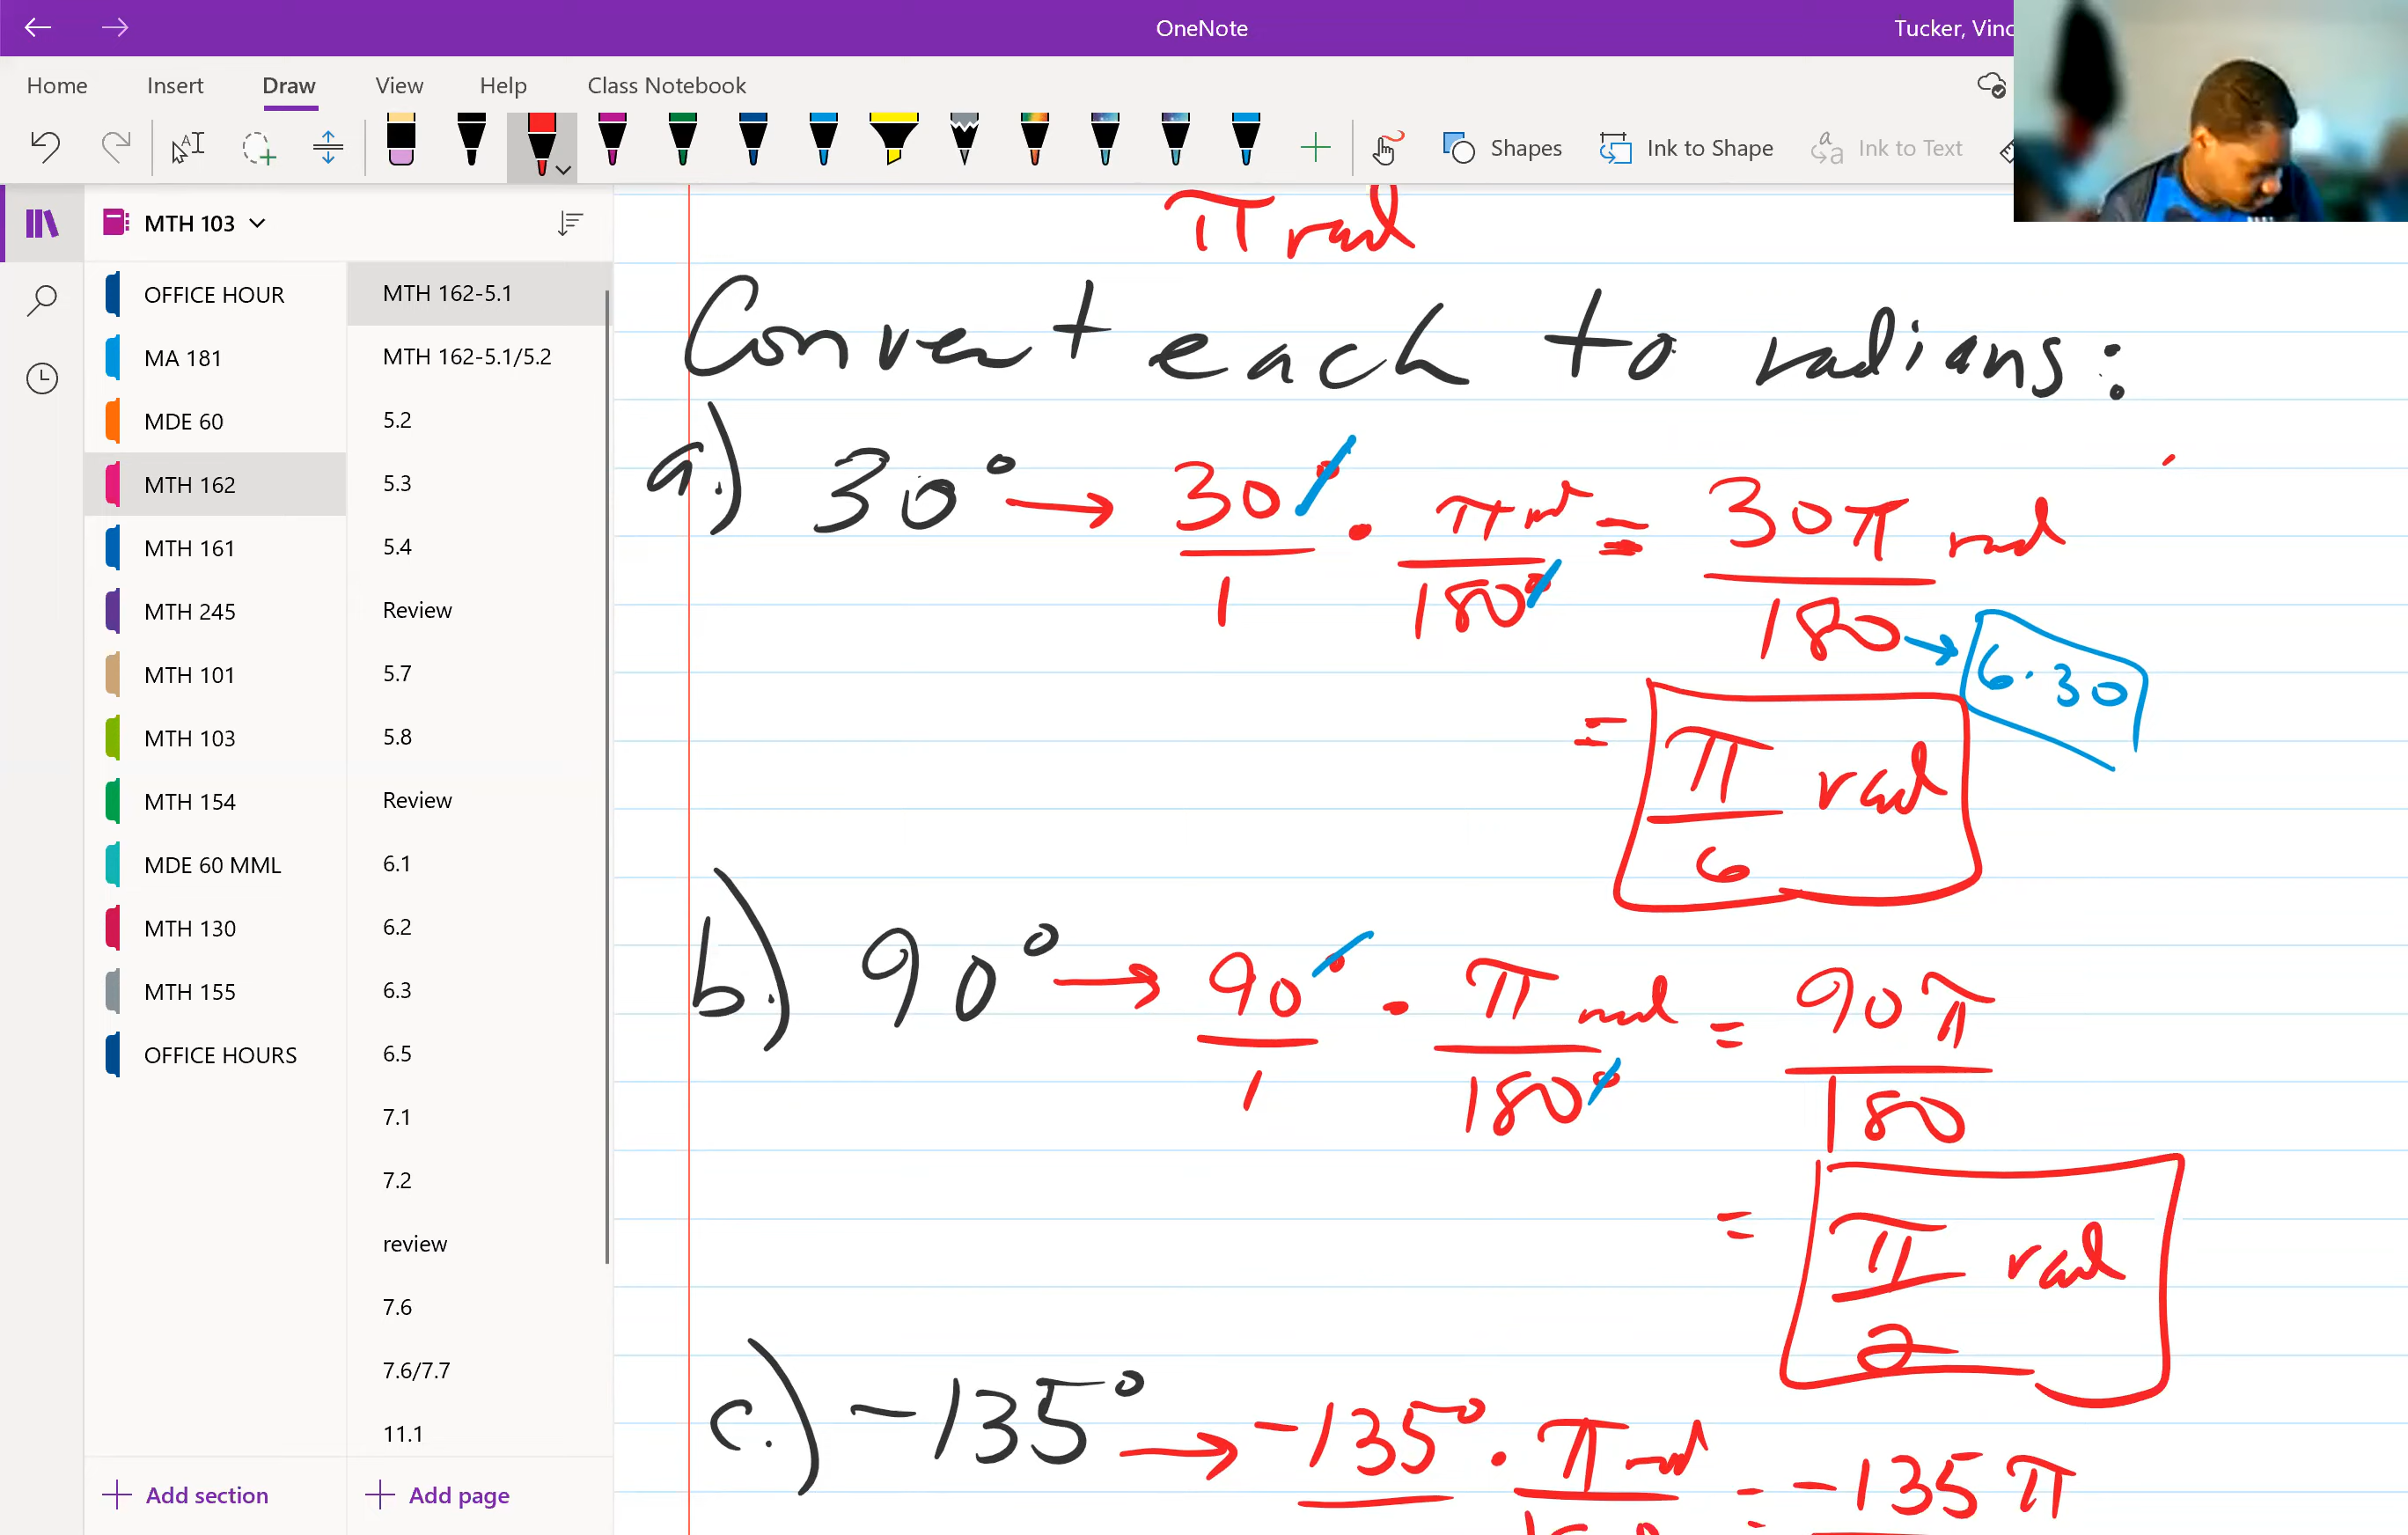 OneNote
Tucker, Vinc
Home Insert Draw View Help Class Notebook
Shapes Ink to Shape Ink to Text
MTH 103
OFFICE HOUR
MA 181
MDE 60
MTH 162
MTH 161
MTH 245
MTH 101
MTH 103
MTH 154
MDE 60 MML
MTH 130
MTH 155
OFFICE HOURS
Add section
MTH 162-5.1
MTH 162-5.1/5.2
5.2
5.3
5.4
Review
5.7
5.8
Review
6.1
6.2
6.3
6.5
7.1
7.2
review
7.6
7.6/7.7
11.1
Add page
π rad
Convert each to radians:
a.) 30° → 30°/1 · π rad/180° = 30π/180 rad
→ 6·30
= π/6 rad
b.) 90° → 90°/1 · π rad/180° = 90π/180
= π/2 rad
c.) -135° → -135° · π rad = -135π